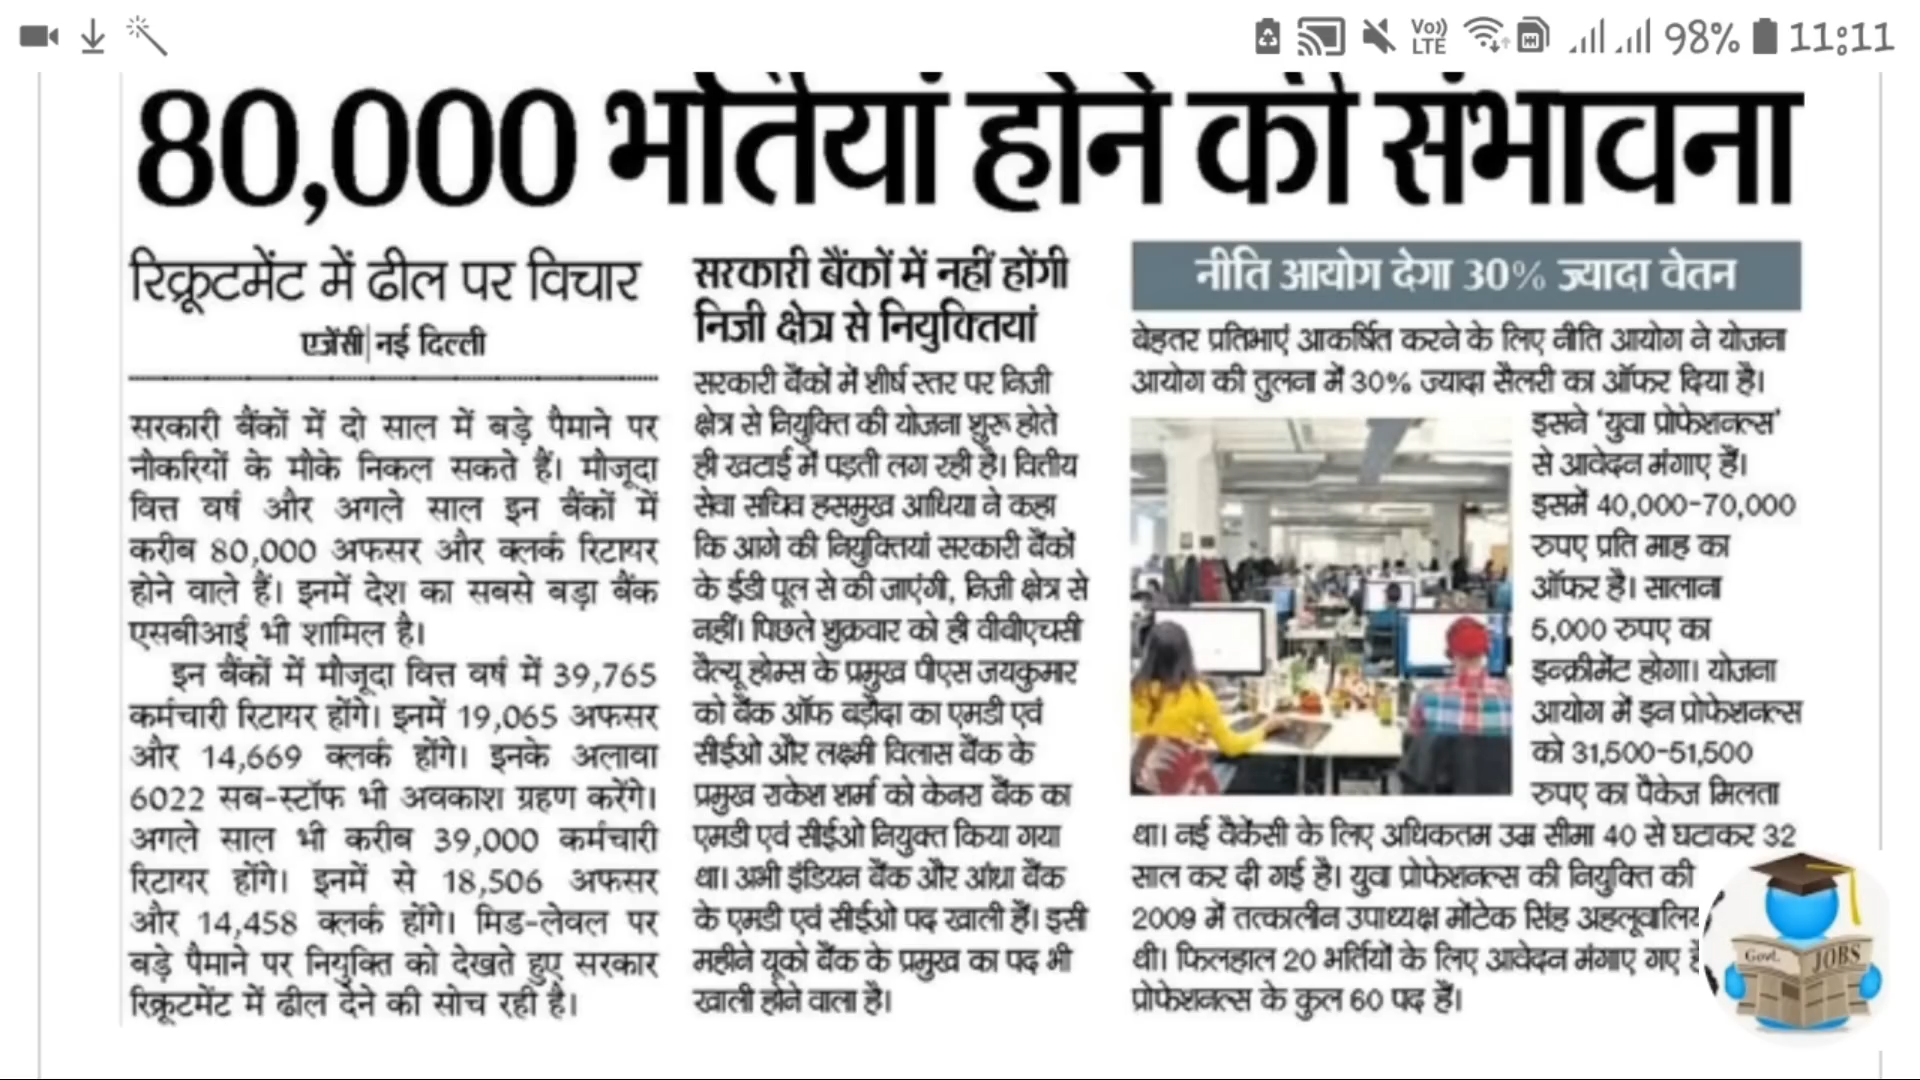 Vo)) LTE 98% 11:11
80,000 भर्तियां होने की संभावना
रिक्रूटमेंट में ढील पर विचार
एजेंसी|नई दिल्ली
सरकारी बैंकों में दो साल में बड़े पैमाने पर
नौकरियों के मौके निकल सकते हैं। मौजूदा
वित्त वर्ष और अगले साल इन बैंकों में
करीब 80,000 अफसर और क्लर्क रिटायर
होने वाले हैं। इनमें देश का सबसे बड़ा बैंक
एसबीआई भी शामिल है।
इन बैंकों में मौजूदा वित्त वर्ष में 39,765
कर्मचारी रिटायर होंगे। इनमें 19,065 अफसर
और 14,669 क्लर्क होंगे। इनके अलावा
6022 सब-स्टॉफ भी अवकाश ग्रहण करेंगे।
अगले साल भी करीब 39,000 कर्मचारी
रिटायर होंगे। इनमें से 18,506 अफसर
और 14,458 क्लर्क होंगे। मिड-लेवल पर
बड़े पैमाने पर नियुक्ति को देखते हुए सरकार
रिक्रूटमेंट में ढील देने की सोच रही है।
सरकारी बैंकों में नहीं होंगी
निजी क्षेत्र से नियुक्तियां
सरकारी बैंकों में शीर्ष स्तर पर निजी
क्षेत्र से नियुक्ति की योजना शुरू होते
ही खटाई में पड़ती लग रही है। वित्तीय
सेवा सचिव हसमुख आधिया ने कहा
कि आगे की नियुक्तियां सरकारी बैंकों
के ईडी पूल से की जाएंगी, निजी क्षेत्र से
नहीं। पिछले शुक्रवार को ही वीबीएचसी
वैल्यू होम्स के प्रमुख पीएस जयकुमार
को बैंक ऑफ बड़ौदा का एमडी एवं
सीईओ और लक्ष्मी विलास बैंक के
प्रमुख राकेश शर्मा को केनरा बैंक का
एमडी एवं सीईओ नियुक्त किया गया
था। अभी इंडियन बैंक और आंध्रा बैंक
के एमडी एवं सीईओ पद खाली हैं। इसी
महीने यूको बैंक के प्रमुख का पद भी
खाली होने वाला है।
नीति आयोग देगा 30% ज्यादा वेतन
बेहतर प्रतिभाएं आकर्षित करने के लिए नीति आयोग ने योजना
आयोग की तुलना में 30% ज्यादा सैलरी का ऑफर दिया है।
इसने ‘युवा प्रोफेशनल्स’
से आवेदन मंगाए हैं।
इसमें 40,000-70,000
रुपए प्रति माह का
ऑफर है। सालाना
5,000 रुपए का
इन्क्रीमेंट होगा। योजना
आयोग में इन प्रोफेशनल्स
को 31,500-51,500
रुपए का पैकेज मिलता
था। नई वैकेंसी के लिए अधिकतम उम्र सीमा 40 से घटाकर 32
साल कर दी गई है। युवा प्रोफेशनल्स की नियुक्ति की
2009 में तत्कालीन उपाध्यक्ष मोंटेक सिंह
थी। फिलहाल 20 भर्तियों के लिए आवेदन मंगाए गए
प्रोफेशनल्स के कुल 60 पद हैं।
Govt. JOBS